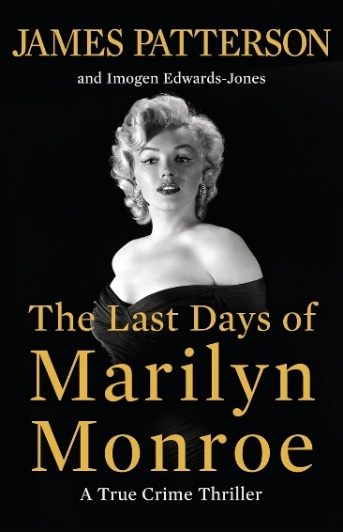 JAMES PATTERSON
and Imogen Edwards-Jones
The Last Days of
Marilyn
Monroe
A True Crime Thriller